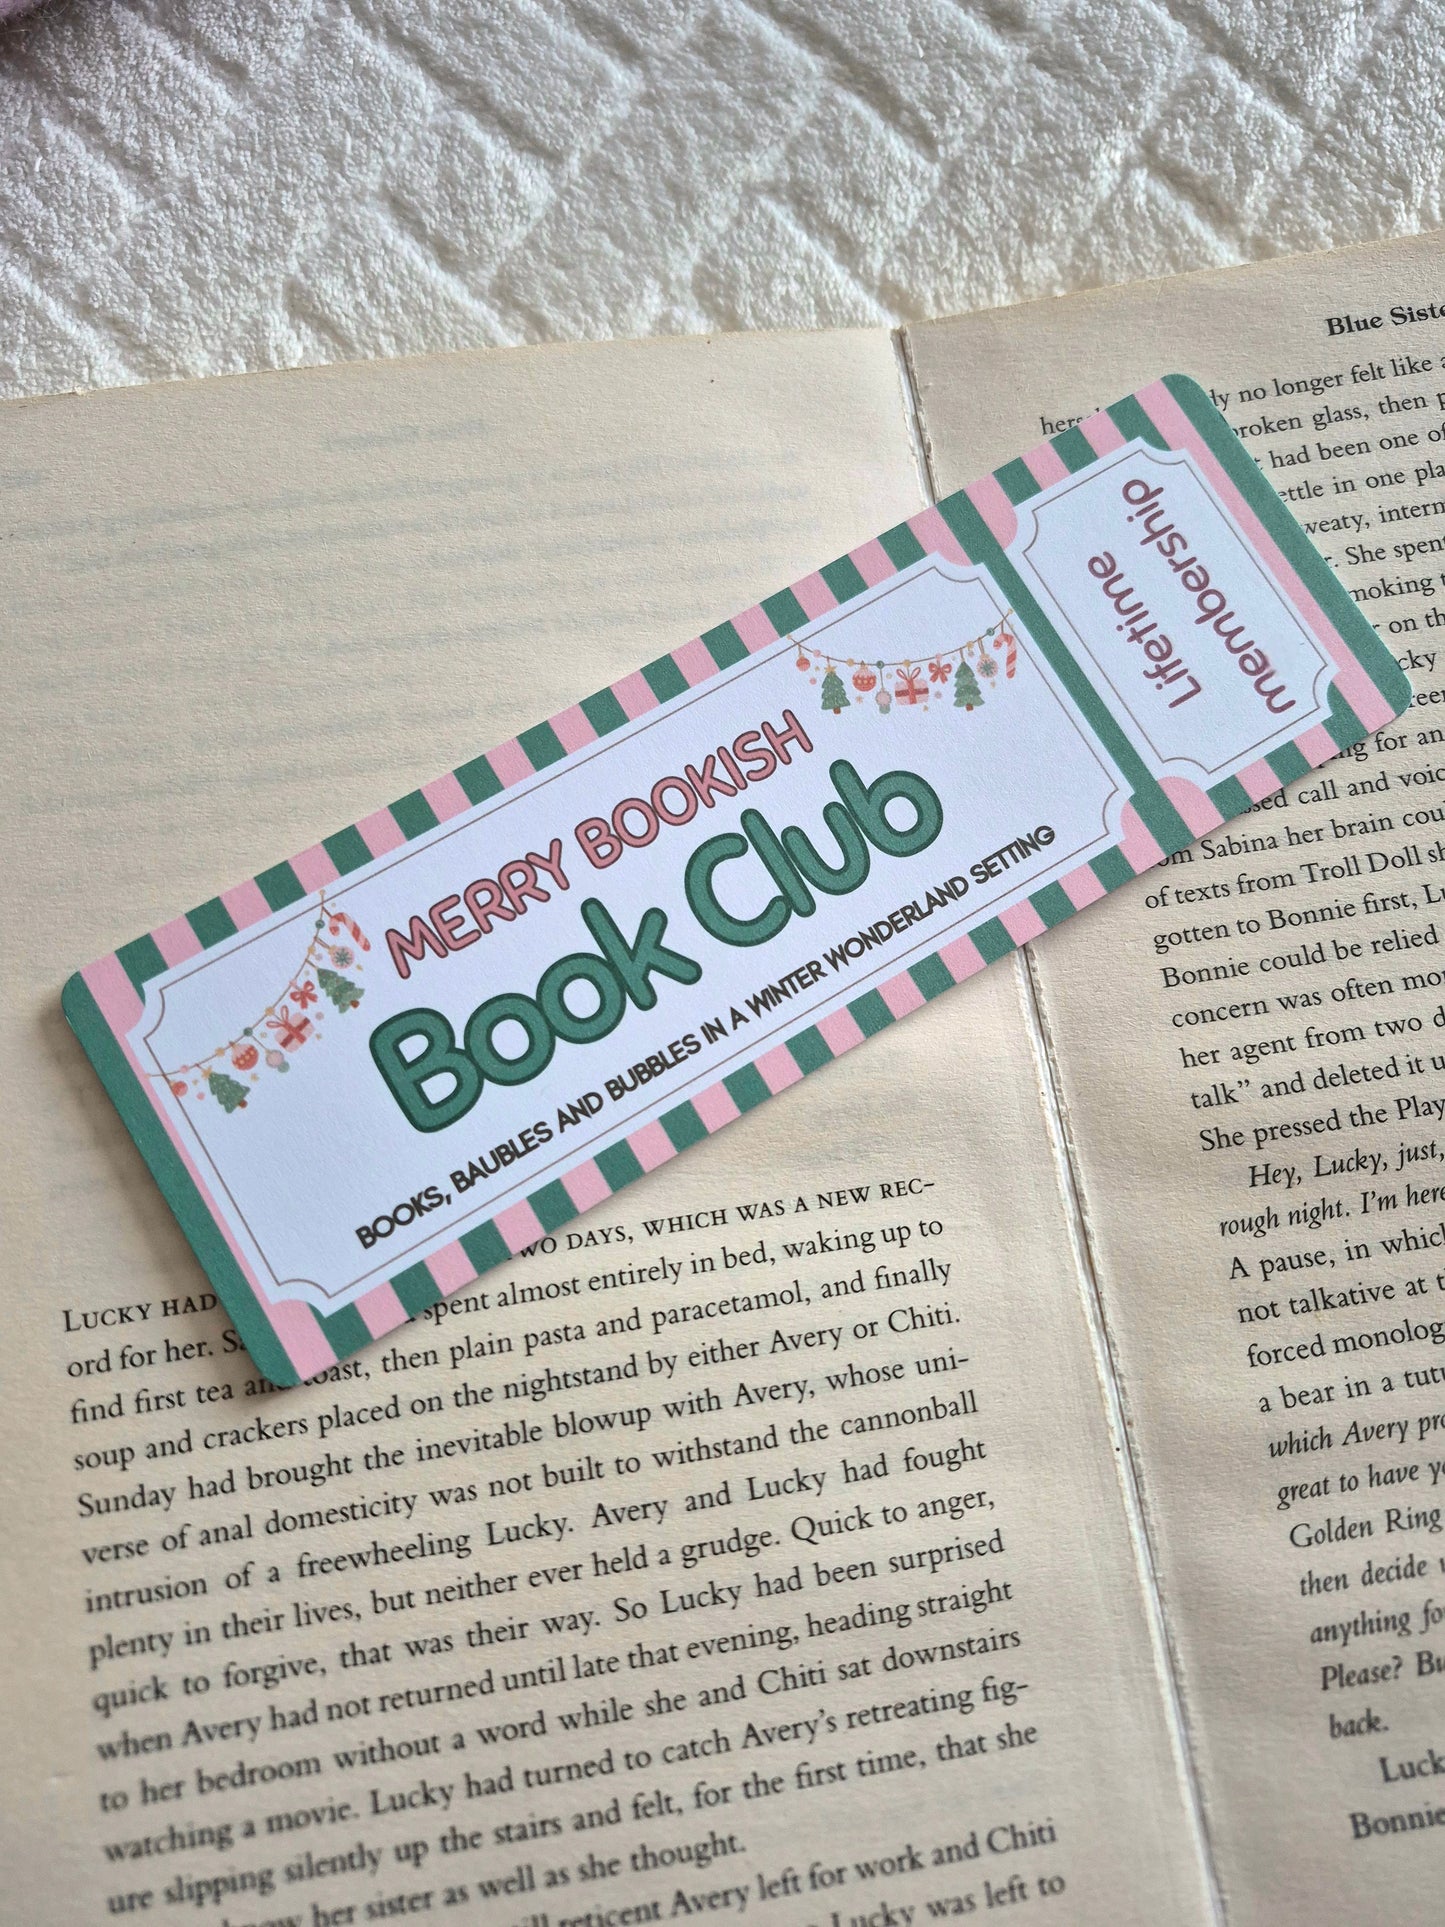 MERRY BOOKISH
Book Club
BOOKS, BAUBLES AND BUBBLES IN A WINTER WONDERLAND SETTING
Lifetime
membership
LUCKY HAD TWO DAYS, WHICH WAS A NEW REC-
ord for her. spent almost entirely in bed, waking up to
find first tea and toast, then plain pasta and paracetamol, and finally
soup and crackers placed on the nightstand by either Avery or Chiti.
Sunday had brought the inevitable blowup with Avery, whose uni-
verse of anal domesticity was not built to withstand the cannonball
intrusion of a freewheeling Lucky. Avery and Lucky had fought
plenty in their lives, but neither ever held a grudge. Quick to anger,
quick to forgive, that was their way. So Lucky had been surprised
when Avery had not returned until late that evening, heading straight
to her bedroom without a word while she and Chiti sat downstairs
watching a movie. Lucky had turned to catch Avery's retreating fig-
ure slipping silently up the stairs and felt, for the first time, that she
know her sister as well as she thought.
reticent Avery left for work and Chiti
Lucky was left to
Blue Siste
ly no longer felt like a
broken glass, then
had been one of
ettle in one pla
weaty, intern
. She spent
moking
on th
cky
reer
ing for an
ssed call and voic
om Sabina her brain cou
of texts from Troll Doll sh
gotten to Bonnie first, Lu
Bonnie could be relied
concern was often mo
her agent from two d
talk” and deleted it u
She pressed the Play
Hey, Lucky, just,
rough night. I'm here
A pause, in which
not talkative at t
forced monolog
a bear in a tutu
which Avery pro
great to have yo
Golden Ring
then decide
anything fo
Please? Bu
back.
Luck
Bonnie